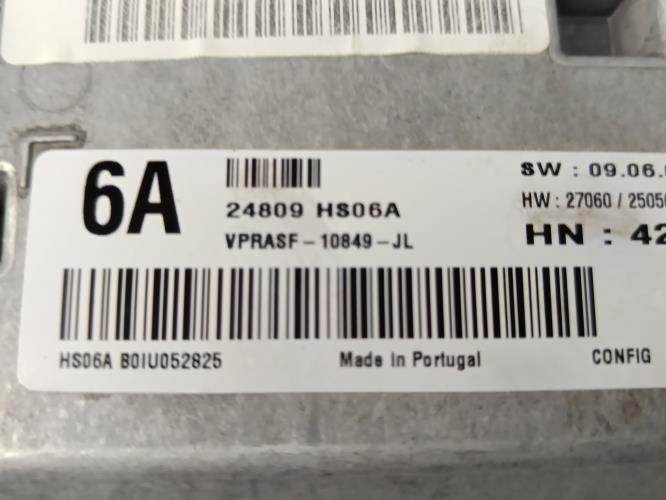 6A
24809 HS06A
VPRASF-10849-JL
SW : 09.06.
HW : 27060 / 2505
HN : 42
HS06A B0IU052825
Made In Portugal
CONFIG